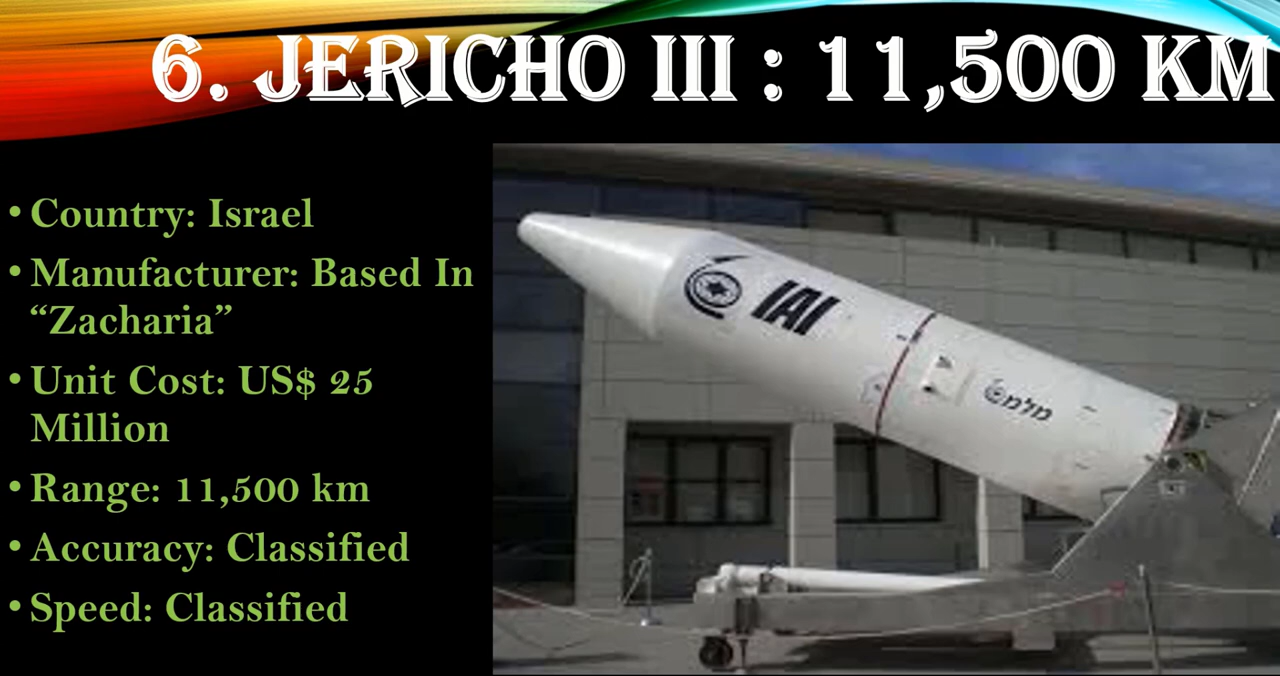 6. JERICHO III : 11,500 KM
• Country: Israel
• Manufacturer: Based In
“Zacharia”
• Unit Cost: US$ 25
Million
• Range: 11,500 km
• Accuracy: Classified
• Speed: Classified
IAI
מלמ